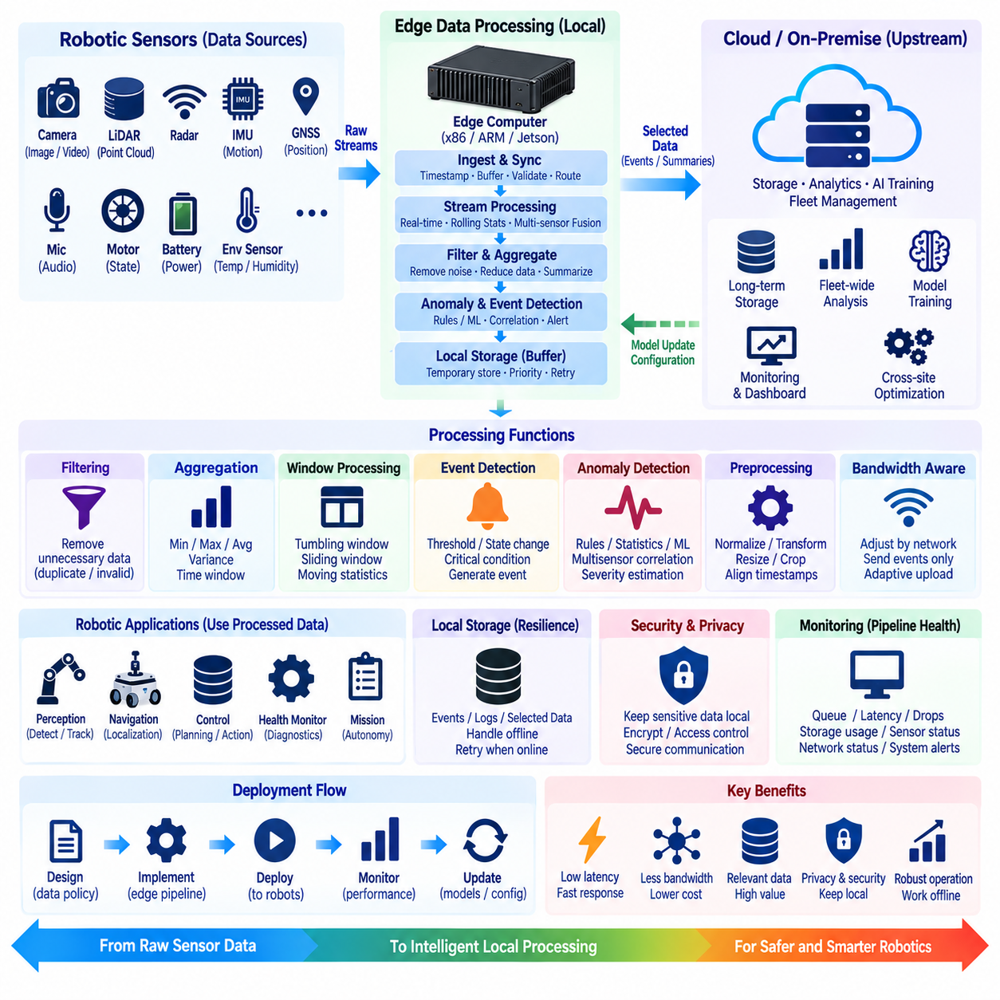 Robotic Sensors (Data Sources)
Camera
(Image / Video)
LiDAR
(Point Cloud)
Radar
IMU
IMU
(Motion)
GNSS
(Position)
Mic
(Audio)
Motor
(State)
Battery
(Power)
Env Sensor
(Temp / Humidity)
Raw
Streams
Edge Data Processing (Local)
Edge Computer
(x86 / ARM / Jetson)
Ingest & Sync
Timestamp · Buffer · Validate · Route
Stream Processing
Real-time · Rolling Stats · Multi-sensor Fusion
Filter & Aggregate
Remove noise · Reduce data · Summarize
Anomaly & Event Detection
Rules / ML · Correlation · Alert
Local Storage (Buffer)
Temporary store · Priority · Retry
Selected
Data
(Events / Summaries)
Model Update
Configuration
Cloud / On-Premise (Upstream)
Storage · Analytics · AI Training
Fleet Management
Long-term
Storage
Fleet-wide
Analysis
Model
Training
Monitoring
& Dashboard
Cross-site
Optimization
Processing Functions
Filtering
Remove
unnecessary data
(duplicate / invalid)
Aggregation
Min / Max / Avg
Variance
Time window
Window Processing
Tumbling window
Sliding window
Moving statistics
Event Detection
Threshold / State change
Critical condition
Generate event
Anomaly Detection
Rules / Statistics / ML
Multisensor correlation
Severity estimation
Preprocessing
Normalize / Transform
Resize / Crop
Align timestamps
Bandwidth Aware
Adjust by network
Send events only
Adaptive upload
Robotic Applications (Use Processed Data)
Perception
(Detect / Track)
Navigation
(Localization)
Control
(Planning / Action)
Health Monitor
(Diagnostics)
Mission
(Autonomy)
Local Storage (Resilience)
Events / Logs / Selected Data
Handle offline
Retry when online
Security & Privacy
Keep sensitive data local
Encrypt / Access control
Secure communication
Monitoring (Pipeline Health)
Queue / Latency / Drops
Storage usage / Sensor status
Network status / System alerts
Deployment Flow
Design
(data policy)
Implement
(edge pipeline)
Deploy
(to robots)
Monitor
(performance)
Update
(models / config)
Key Benefits
Low latency
Fast response
Less bandwidth
Lower cost
Relevant data
High value
Privacy & security
Keep local
Robust operation
Work offline
From Raw Sensor Data
To Intelligent Local Processing
For Safer and Smarter Robotics